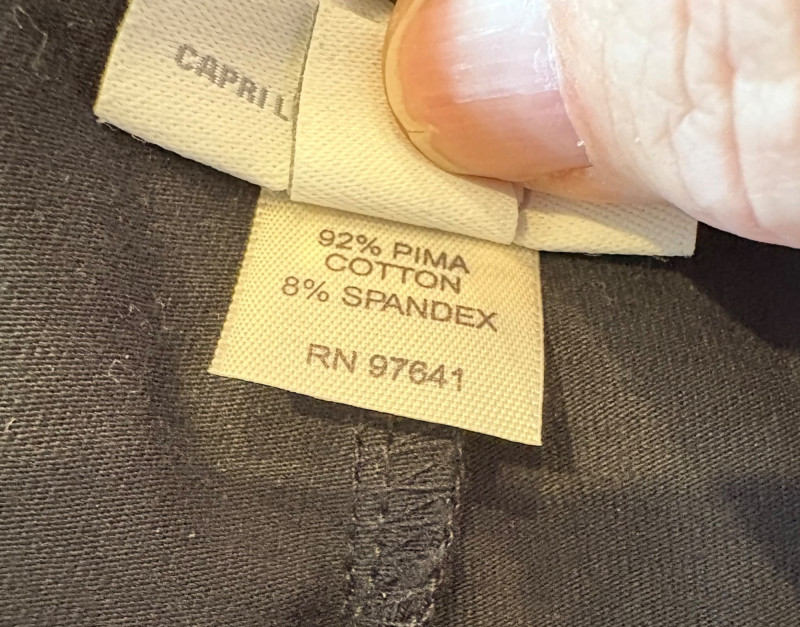 CAPRI L
92% PIMA
COTTON
8% SPANDEX
RN 97641